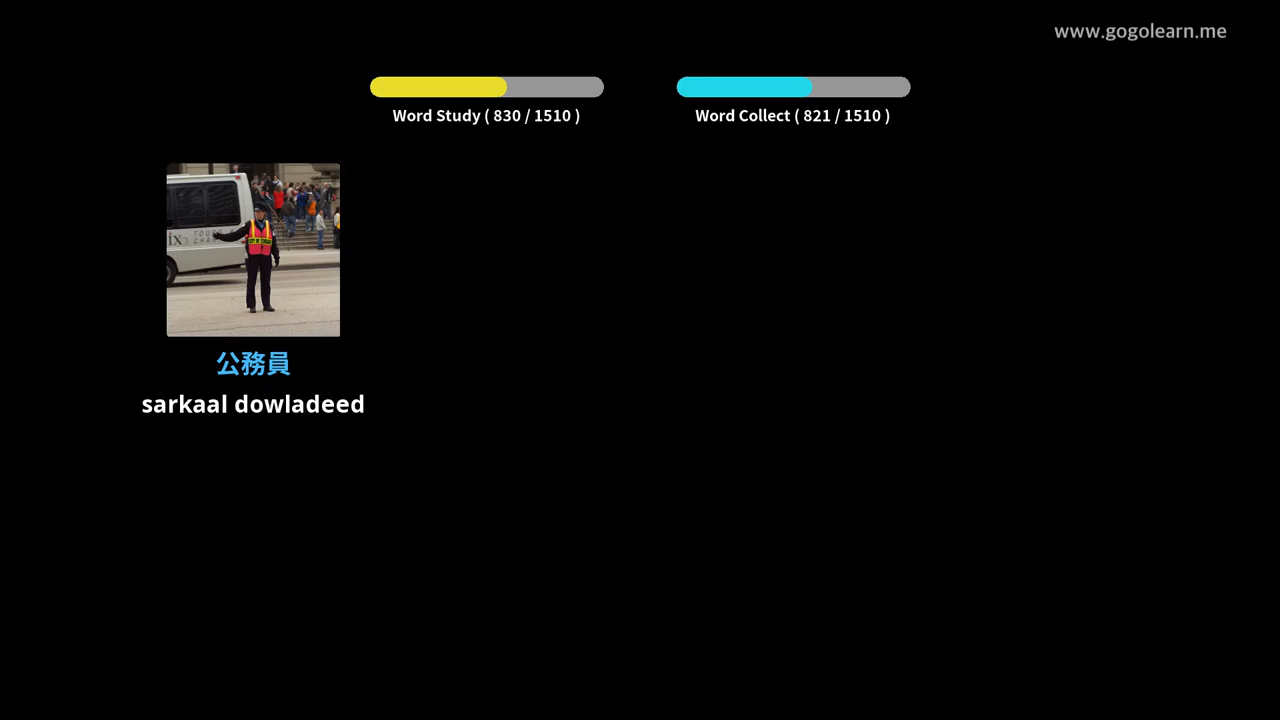 www.gogolearn.me
Word Study ( 830 / 1510 )
Word Collect ( 821 / 1510 )
公務員
sarkaal dowladeed